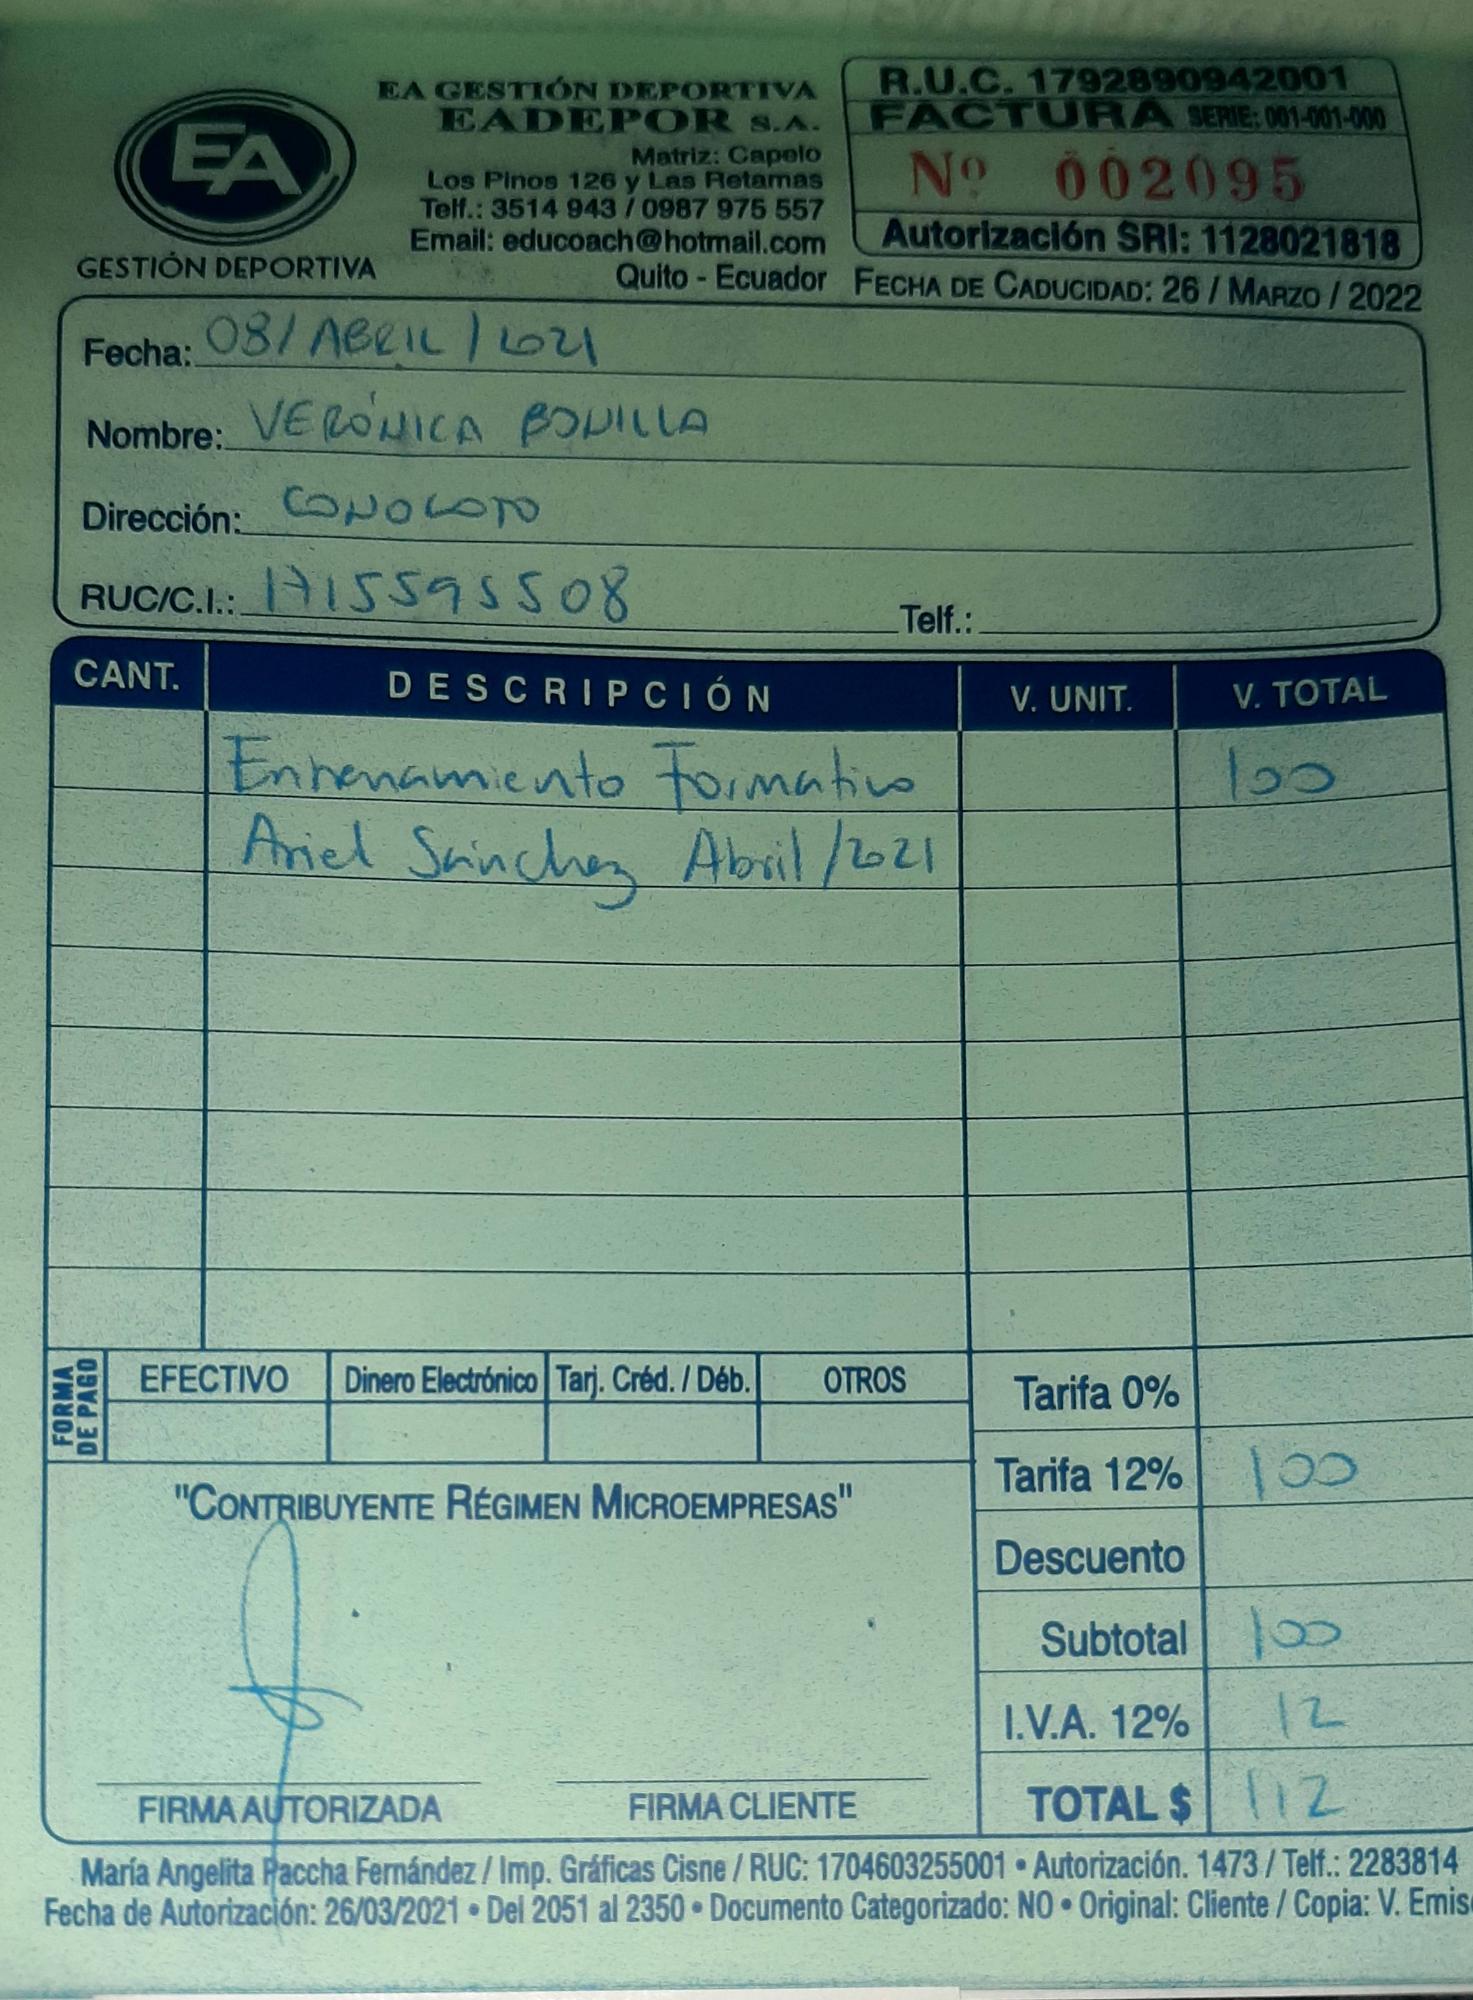 EA
GESTIÓN DEPORTIVA
EA GESTIÓN DEPORTIVA
EADEPOR S.A.
Matriz: Capelo
Los Pinos 126 y Las Retamas
Telf.: 3514 943 / 0987 975 557
Email: educoach@hotmail.com
Quito - Ecuador
R.U.C. 1792890942001
FACTURA SERIE: 001-001-000
Nº 002095
Autorización SRI: 1128021818
FECHA DE CADUCIDAD: 26 / MARZO / 2022
Fecha: 08/ABRIL/2021
Nombre: VERÓNICA BONILLA
Dirección: CONOCOTO
RUC/C.I.: 1715595508 Telf.:
CANT. DESCRIPCIÓN V. UNIT. V. TOTAL
Entrenamiento Formativo 100
Ariel Sánchez Abril/2021
FORMA DE PAGO
EFECTIVO Dinero Electrónico Tarj. Créd. / Déb. OTROS
Tarifa 0%
Tarifa 12% 100
Descuento
Subtotal 100
I.V.A. 12% 12
TOTAL $ 112
"CONTRIBUYENTE RÉGIMEN MICROEMPRESAS"
FIRMA AUTORIZADA FIRMA CLIENTE
María Angelita Paccha Fernández / Imp. Gráficas Cisne / RUC: 1704603255001 • Autorización. 1473 / Telf.: 2283814
Fecha de Autorización: 26/03/2021 • Del 2051 al 2350 • Documento Categorizado: NO • Original: Cliente / Copia: V. Emis